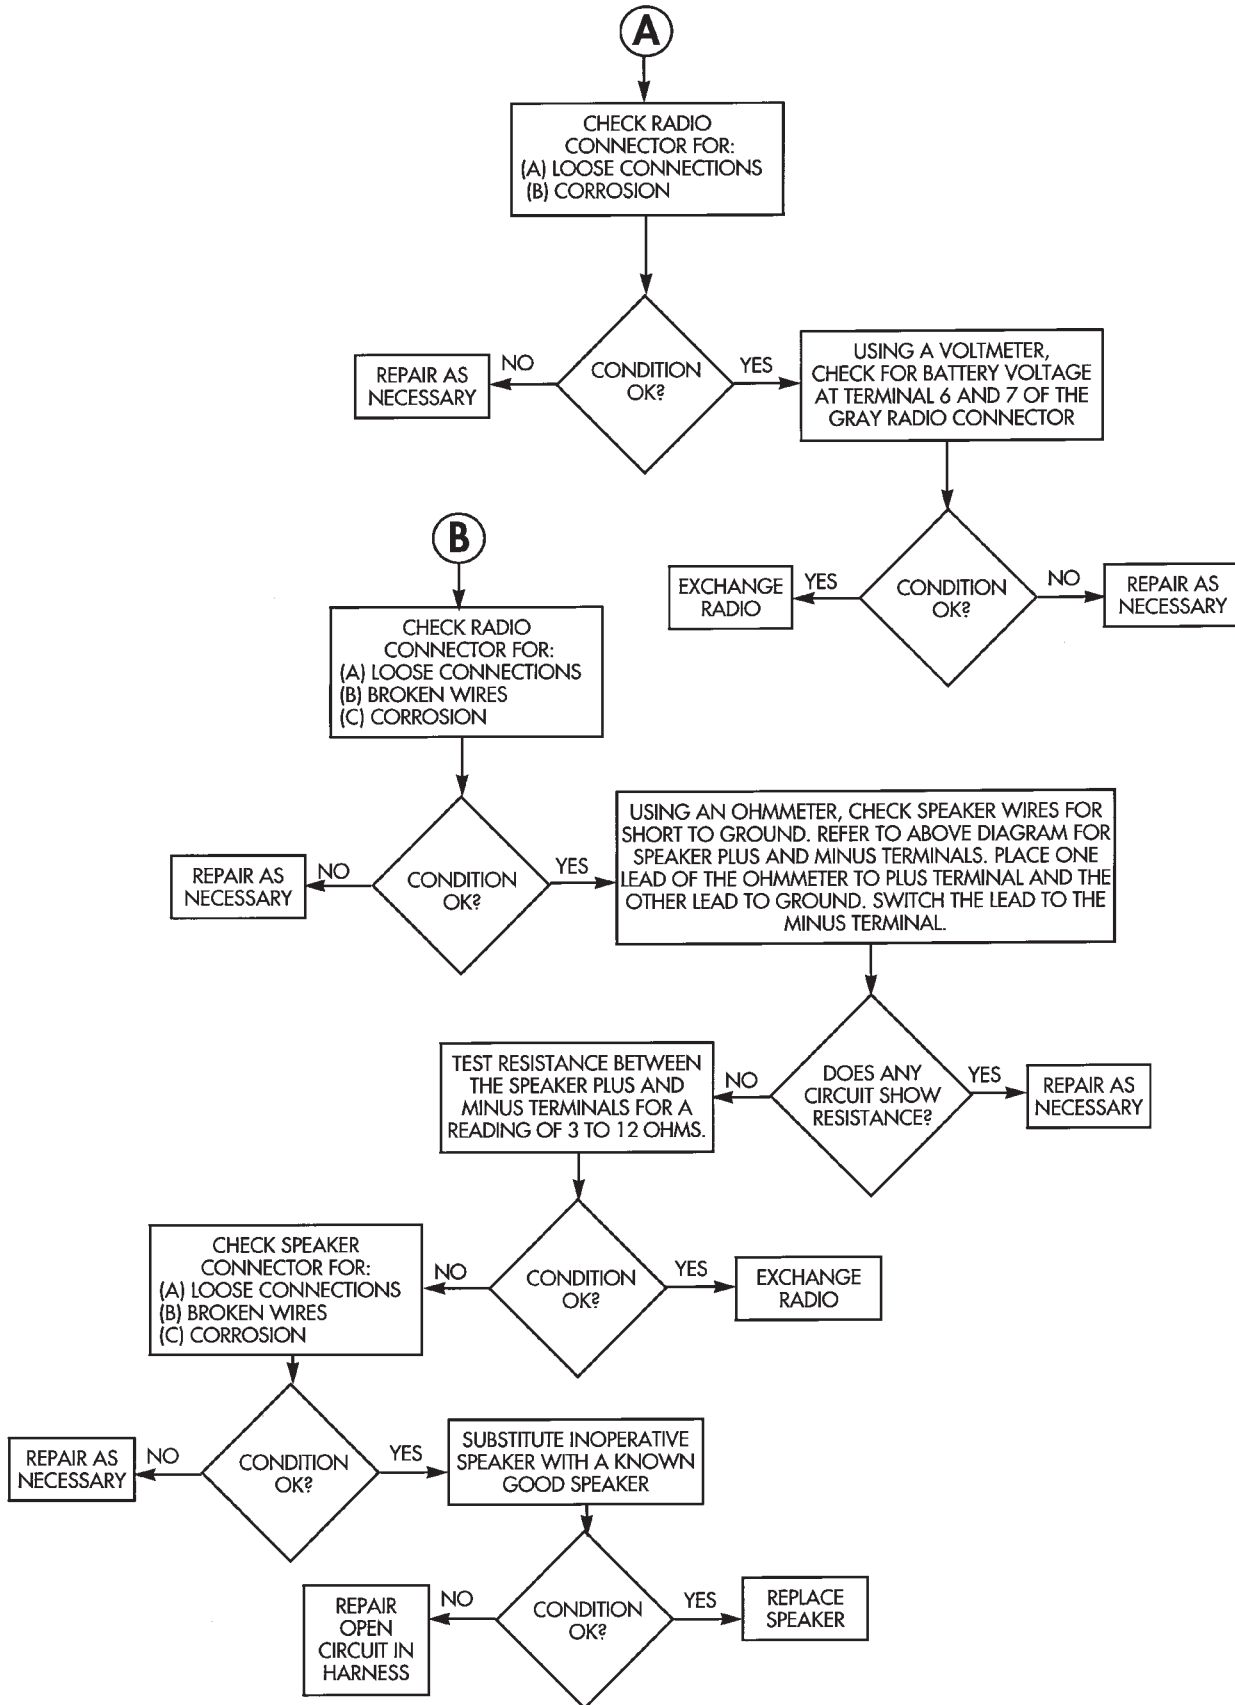 A
CHECK RADIO
CONNECTOR FOR:
(A) LOOSE CONNECTIONS
(B) CORROSION
CONDITION
OK?
NO
REPAIR AS
NECESSARY
YES
USING A VOLTMETER,
CHECK FOR BATTERY VOLTAGE
AT TERMINAL 6 AND 7 OF THE
GRAY RADIO CONNECTOR
CONDITION
OK?
YES
EXCHANGE
RADIO
NO
REPAIR AS
NECESSARY
B
CHECK RADIO
CONNECTOR FOR:
(A) LOOSE CONNECTIONS
(B) BROKEN WIRES
(C) CORROSION
CONDITION
OK?
NO
REPAIR AS
NECESSARY
YES
USING AN OHMMETER, CHECK SPEAKER WIRES FOR
SHORT TO GROUND. REFER TO ABOVE DIAGRAM FOR
SPEAKER PLUS AND MINUS TERMINALS. PLACE ONE
LEAD OF THE OHMMETER TO PLUS TERMINAL AND THE
OTHER LEAD TO GROUND. SWITCH THE LEAD TO THE
MINUS TERMINAL.
DOES ANY
CIRCUIT SHOW
RESISTANCE?
YES
REPAIR AS
NECESSARY
NO
TEST RESISTANCE BETWEEN
THE SPEAKER PLUS AND
MINUS TERMINALS FOR A
READING OF 3 TO 12 OHMS.
CONDITION
OK?
YES
EXCHANGE
RADIO
NO
CHECK SPEAKER
CONNECTOR FOR:
(A) LOOSE CONNECTIONS
(B) BROKEN WIRES
(C) CORROSION
CONDITION
OK?
NO
REPAIR AS
NECESSARY
YES
SUBSTITUTE INOPERATIVE
SPEAKER WITH A KNOWN
GOOD SPEAKER
CONDITION
OK?
NO
REPAIR
OPEN
CIRCUIT IN
HARNESS
YES
REPLACE
SPEAKER